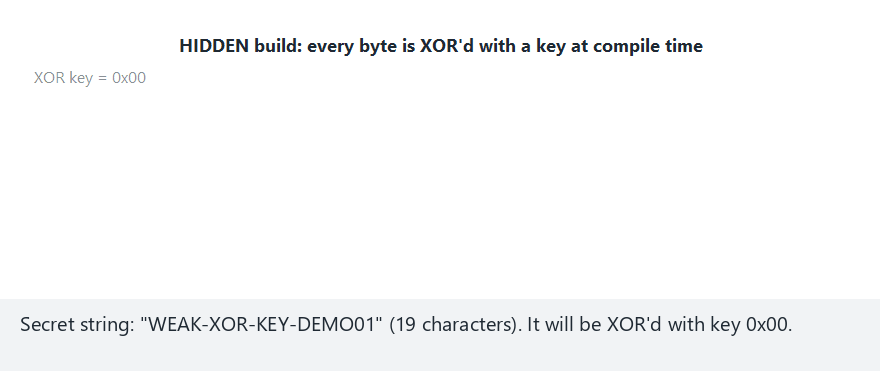 HIDDEN build: every byte is XOR'd with a key at compile time
XOR key = 0x00
Secret string: "WEAK-XOR-KEY-DEMO01" (19 characters). It will be XOR'd with key 0x00.